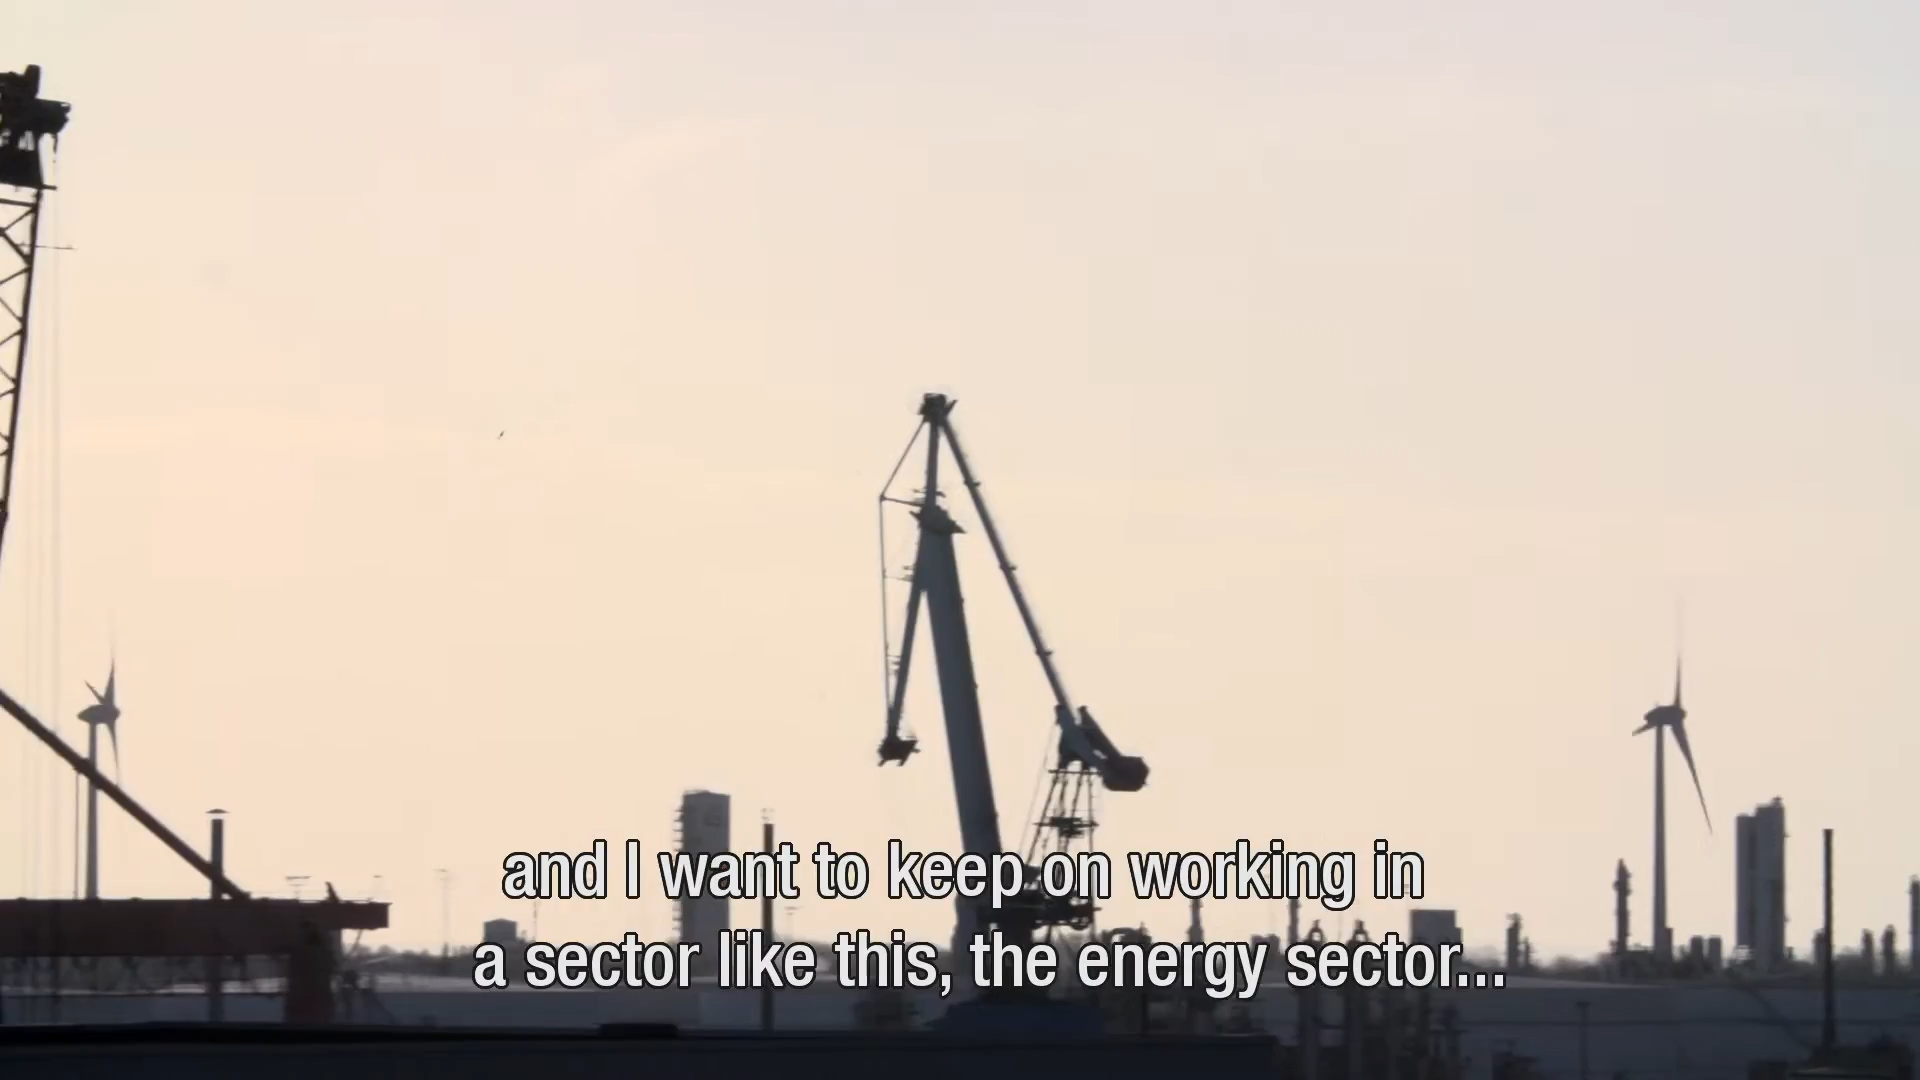 and I want to keep on working in
a sector like this, the energy sector...